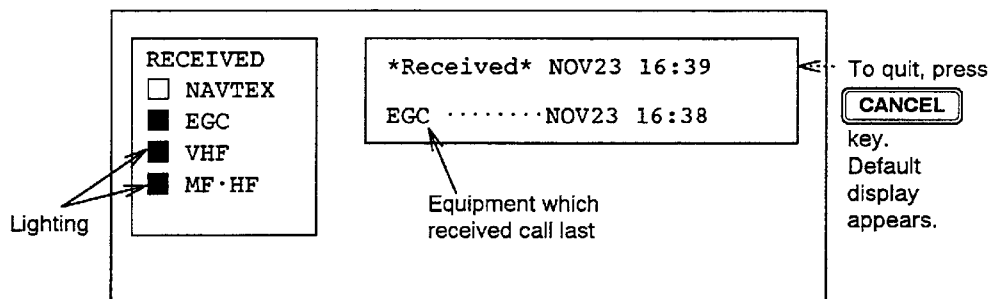 RECEIVED
NAVTEX
EGC
VHF
MF·HF
Lighting
*Received* NOV23 16:39
EGC ········NOV23 16:38
Equipment which
received call last
To quit, press
CANCEL
key.
Default
display
appears.